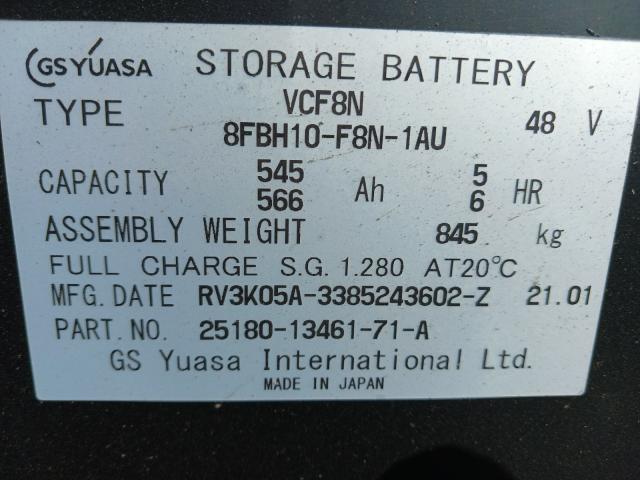 GS YUASA STORAGE BATTERY
TYPE VCF8N 48 V
8FBH10-F8N-1AU
CAPACITY 545 Ah 5 HR
566 6
ASSEMBLY WEIGHT 845 kg
FULL CHARGE S.G. 1.280 AT20℃
MFG. DATE RV3K05A-3385243602-Z 21.01
PART. NO. 25180-13461-71-A
GS Yuasa International Ltd.
MADE IN JAPAN